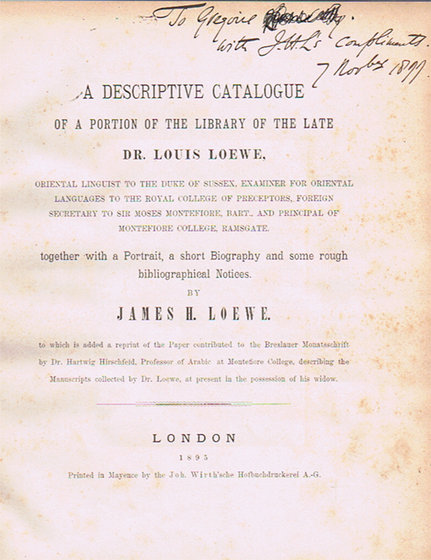 To Gregoire
with J.H.L's Compliments.
7 Novbr 1897
A DESCRIPTIVE CATALOGUE
OF A PORTION OF THE LIBRARY OF THE LATE
DR. LOUIS LOEWE,
ORIENTAL LINGUIST TO THE DUKE OF SUSSEX, EXAMINER FOR ORIENTAL
LANGUAGES TO THE ROYAL COLLEGE OF PRECEPTORS, FOREIGN
SECRETARY TO SIR MOSES MONTEFIORE, BART., AND PRINCIPAL OF
MONTEFIORE COLLEGE, RAMSGATE.
together with a Portrait, a short Biography and some rough
bibliographical Notiees.
BY
JAMES H. LOEWE.
to which is added a reprint of the Paper contributed to the Breslauer Monatsschrift
by Dr. Hartwig Hirschfeld, Professor of Arabic at Montefiore College, describing the
Manuscripts collected by Dr. Loewe, at present in the possession of his widow.
LONDON
1895
Printed in Mayence by the Joh. Wirth'sche Hofbuchdruckerei A.-G.